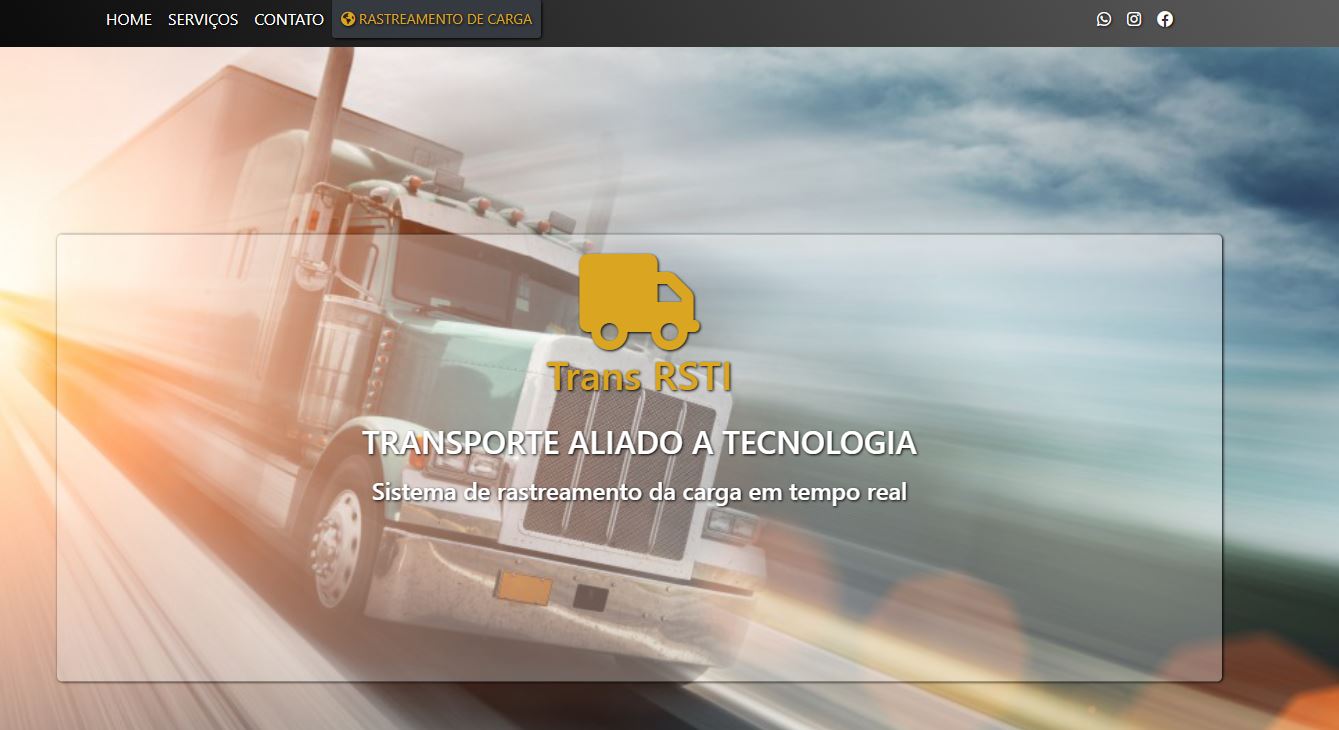 HOME SERVIÇOS CONTATO RASTREAMENTO DE CARGA
Trans RSTI
TRANSPORTE ALIADO A TECNOLOGIA
Sistema de rastreamento da carga em tempo real